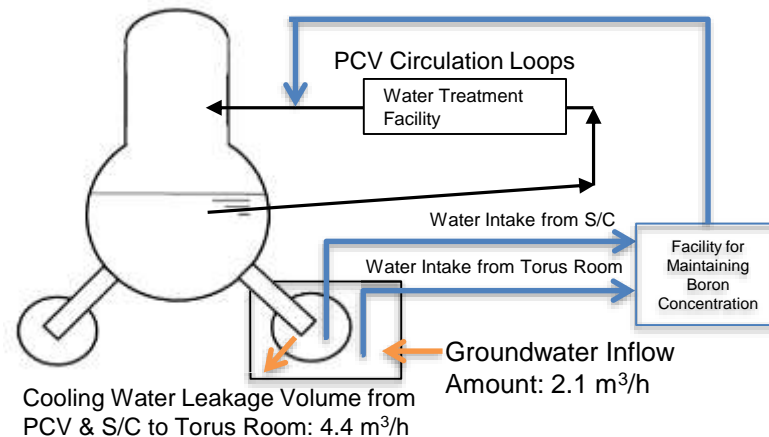 PCV Circulation Loops
Water Treatment
Facility
Water Intake from S/C
Water Intake from Torus Room
Facility for
Maintaining
Boron
Concentration
Groundwater Inflow
Amount: 2.1 m³/h
Cooling Water Leakage Volume from
PCV & S/C to Torus Room: 4.4 m³/h